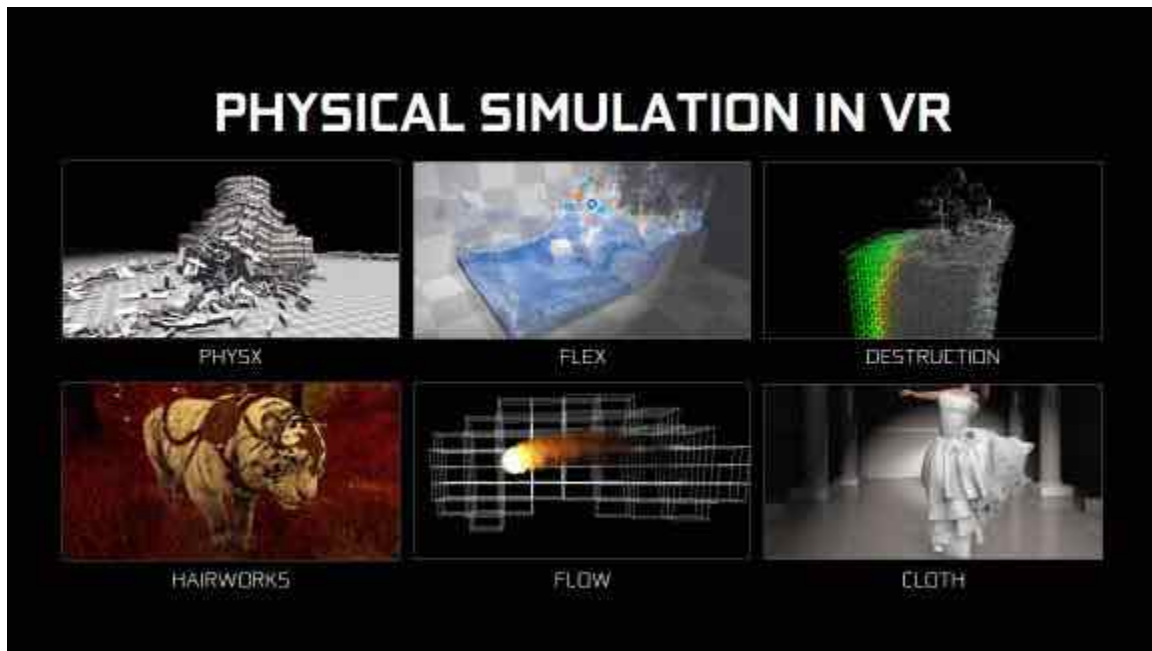 PHYSICAL SIMULATION IN VR
PHYSX
FLEX
DESTRUCTION
HAIRWORKS
FLOW
CLOTH